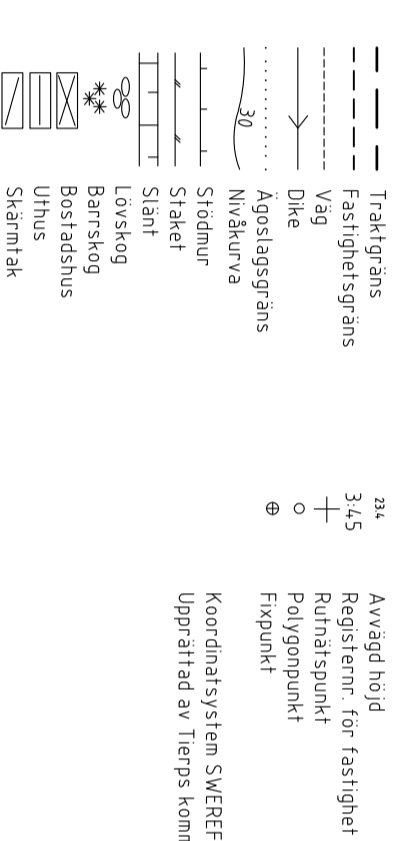 Traktgräns
Fastighetsgräns
Väg
Dike
Ägoslagsgräns
30 Nivåkurva
Stödmur
Staket
Slänt
Lövskog
Barrskog
Bostadshus
Uthus
Skärmtak
23.4 Avvägd höjd
3:45 Registernr. för fastighet
Rutnätspunkt
Polygonpunkt
Fixpunkt
Koordinatsystem SWEREF
Upprättad av Tierps